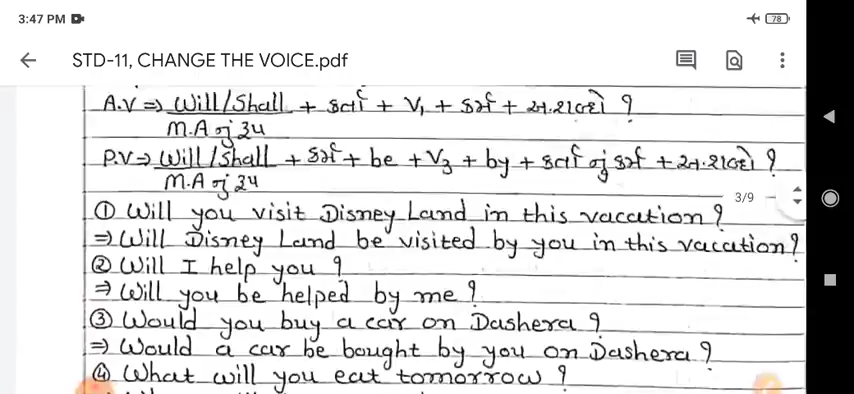 3:47 PM
78
STD-11, CHANGE THE VOICE.pdf
A.V ⇒ Will/Shall + કર્તા + V₁ + કર્મ + અ.શબ્દો ?
M.A નું રૂપ
P.V → Will/Shall + કર્મ + be + V₃ + by + કર્તા નું કર્મ + અ.શબ્દો ?
M.A નું રૂપ
3/9
① Will you visit Disney Land in this vacation ?
⇒ Will Disney Land be visited by you in this vacation?
② Will I help you ?
⇒ Will you be helped by me ?
③ Would you buy a car on Dashera ?
⇒ Would a car be bought by you on Dashera ?
④ What will you eat tomorrow ?